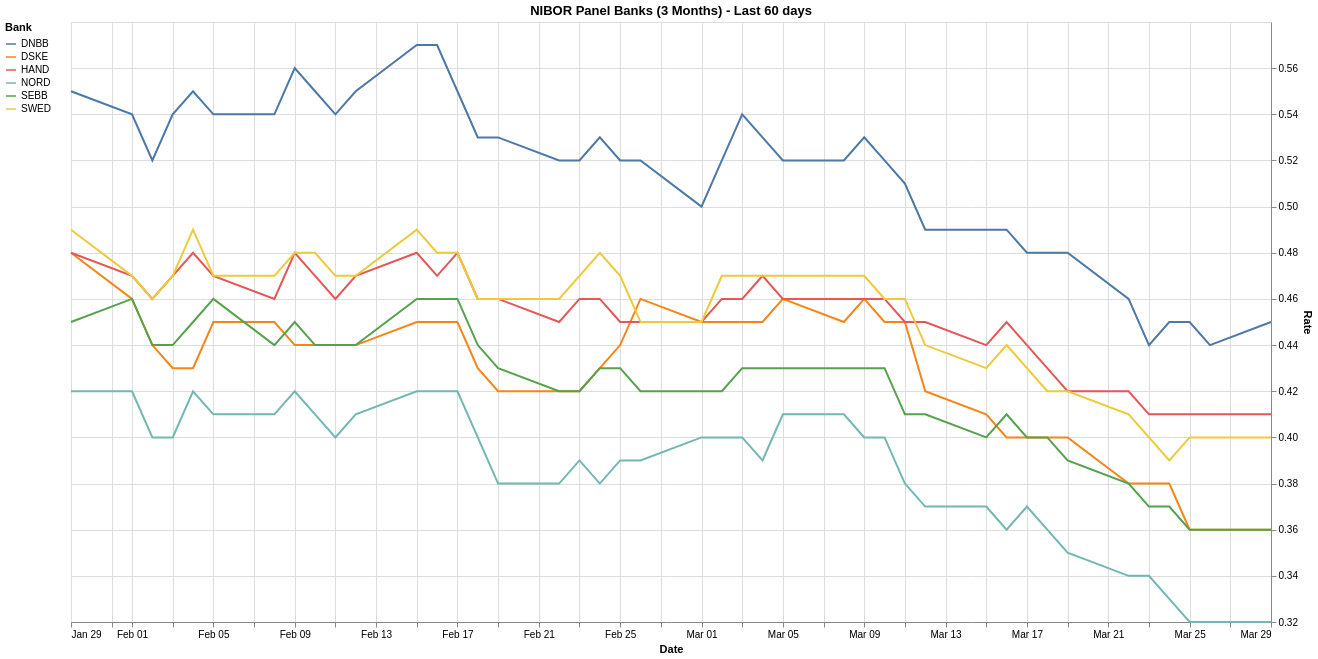 NIBOR Panel Banks (3 Months) - Last 60 days
Bank
DNBB
DSKE
HAND
NORD
SEBB
SWED
0.56
0.54
0.52
0.50
0.48
0.46
0.44
0.42
0.40
0.38
0.36
0.34
0.32
Rate
Jan 29 Feb 01 Feb 05 Feb 09 Feb 13 Feb 17 Feb 21 Feb 25 Mar 01 Mar 05 Mar 09 Mar 13 Mar 17 Mar 21 Mar 25 Mar 29
Date